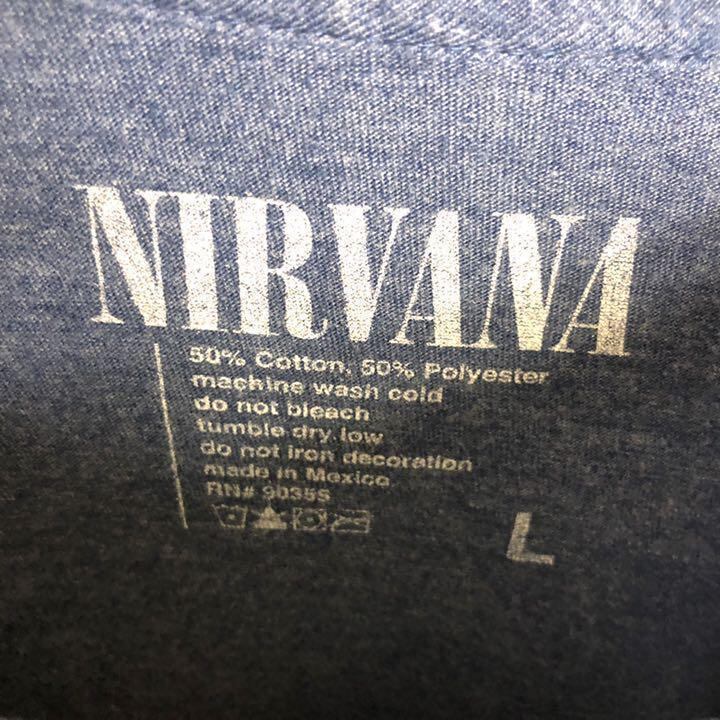 NIRVANA
50% Cotton, 50% Polyester
machine wash cold
do not bleach
tumble dry low
do not iron decoration
made in Mexico
RN#
L